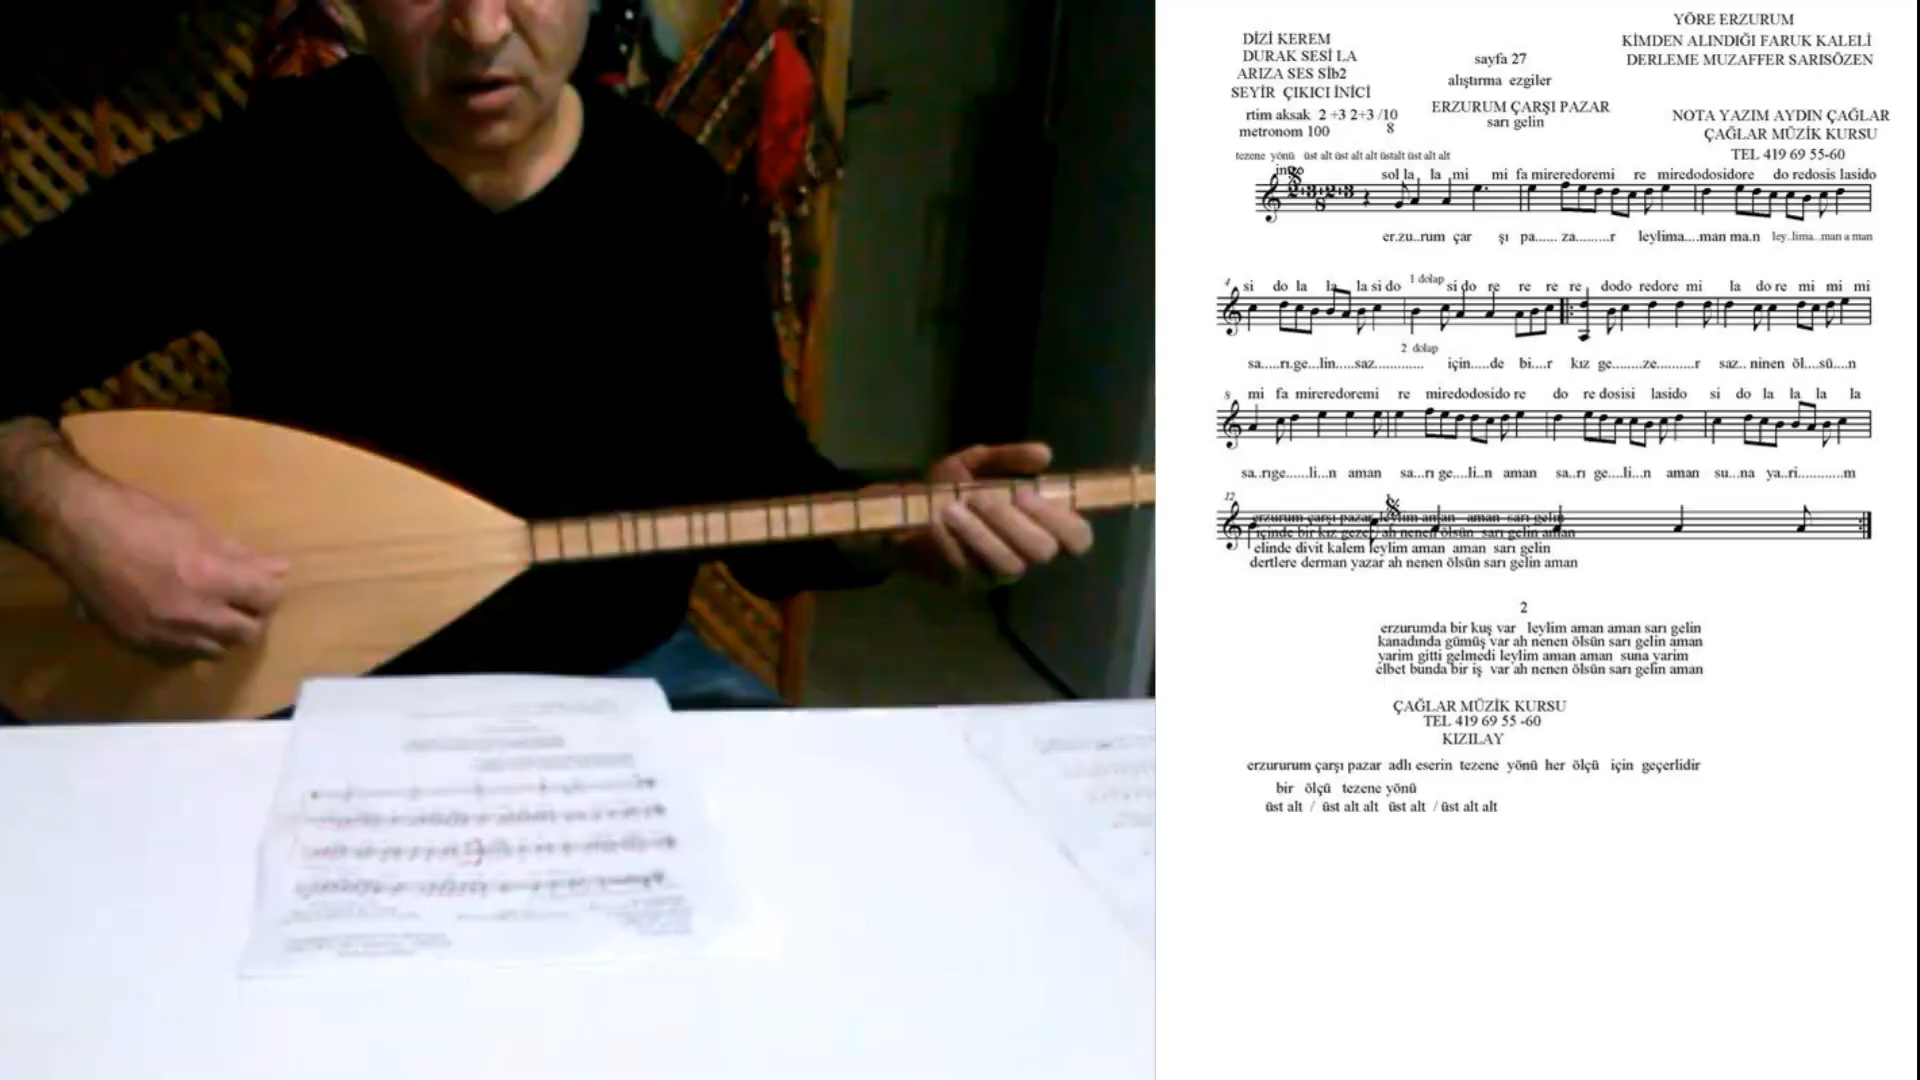 YÖRE ERZURUM
KİMDEN ALINDIĞI FARUK KALELİ
DERLEME MUZAFFER SARISÖZEN
DİZİ KEREM
DURAK SESİ LA
ARIZA SES Sİb2
SEYİR ÇIKICI İNİCİ
rtim aksak 2 +3 2+3 /10
8
metronom 100
sayfa 27
alıştırma ezgiler
ERZURUM ÇARŞI PAZAR
sarı gelin
NOTA YAZIM AYDIN ÇAĞLAR
ÇAĞLAR MÜZİK KURSU
TEL 419 69 55-60
tezene yönü üst alt üst alt alt üstalt üst alt alt
intro
sol la la mi mi fa mireredoremi re miredodosidore do redosis lasido
2+3+2+3
8
er.zu..rum çar şı pa...... za.........r leylima....man ma.n ley..lima...man a man
4
si do la la la si do 1 dolap si do re re re re dodo redore mi la do re mi mi mi
2 dolap
sa.....rı.ge...lin.....saz............. için.....de bi....r kız ge........ze..........r saz.. ninen öl....sü....n
8
mi fa mireredoremi re miredodosido re do re dosisi lasido si do la la la la
sa..rıge......li...n aman sa...rı ge....li..n aman sa..rı ge....li...n aman su...na ya..ri...........m
12
erzurum çarşı pazar leylim aman aman sarı gelin
içinde bir kız gezer ah nenen ölsün sarı gelin aman
elinde divit kalem leylim aman aman sarı gelin
dertlere derman yazar ah nenen ölsün sarı gelin aman
2
erzurumda bir kuş var leylim aman aman sarı gelin
kanadında gümüş var ah nenen ölsün sarı gelin aman
yarim gitti gelmedi leylim aman aman suna yarim
elbet bunda bir iş var ah nenen ölsün sarı gelin aman
ÇAĞLAR MÜZİK KURSU
TEL 419 69 55 -60
KIZILAY
erzururum çarşı pazar adlı eserin tezene yönü her ölçü için geçerlidir
bir ölçü tezene yönü
üst alt / üst alt alt üst alt / üst alt alt